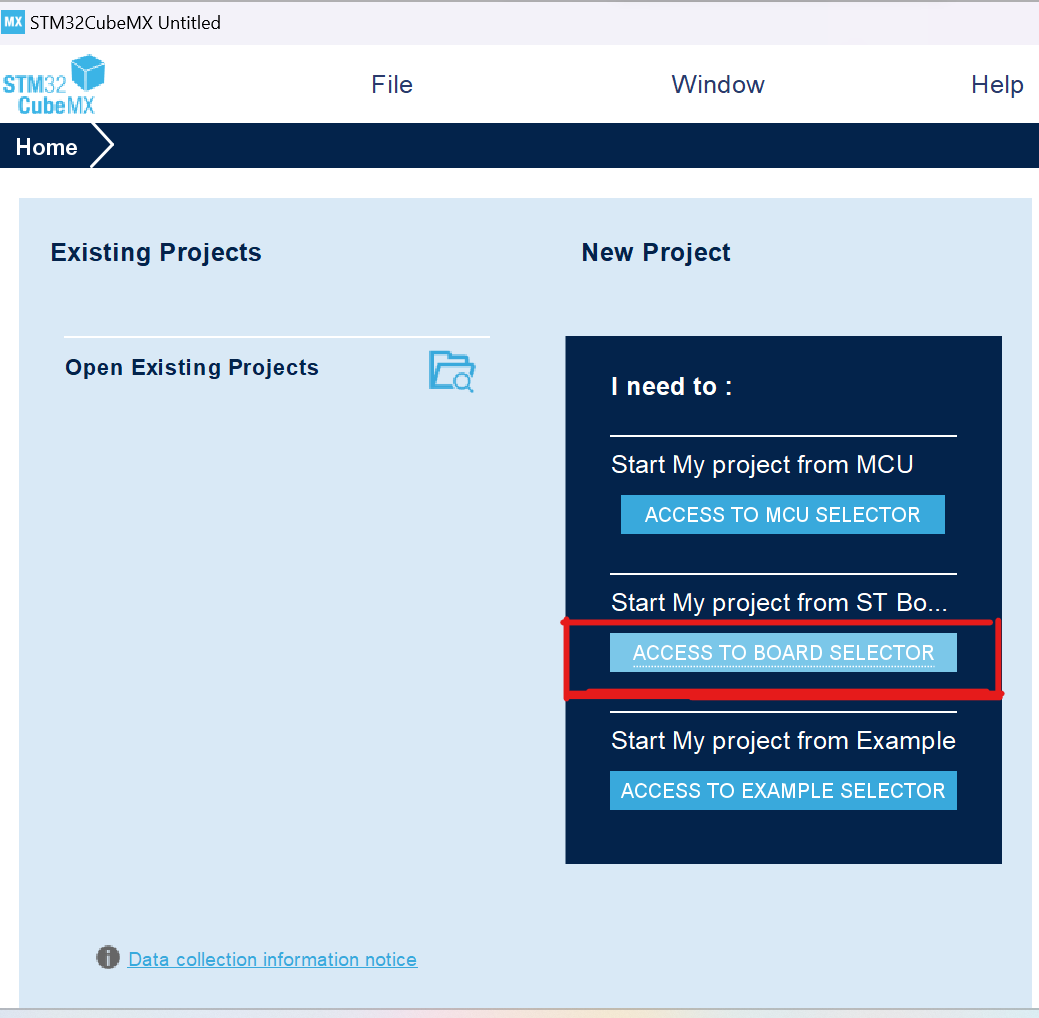 MX STM32CubeMX Untitled
STM32
CubeMX
File
Window
Help
Home
Existing Projects
New Project
Open Existing Projects
I need to :
Start My project from MCU
ACCESS TO MCU SELECTOR
Start My project from ST Bo...
ACCESS TO BOARD SELECTOR
Start My project from Example
ACCESS TO EXAMPLE SELECTOR
Data collection information notice